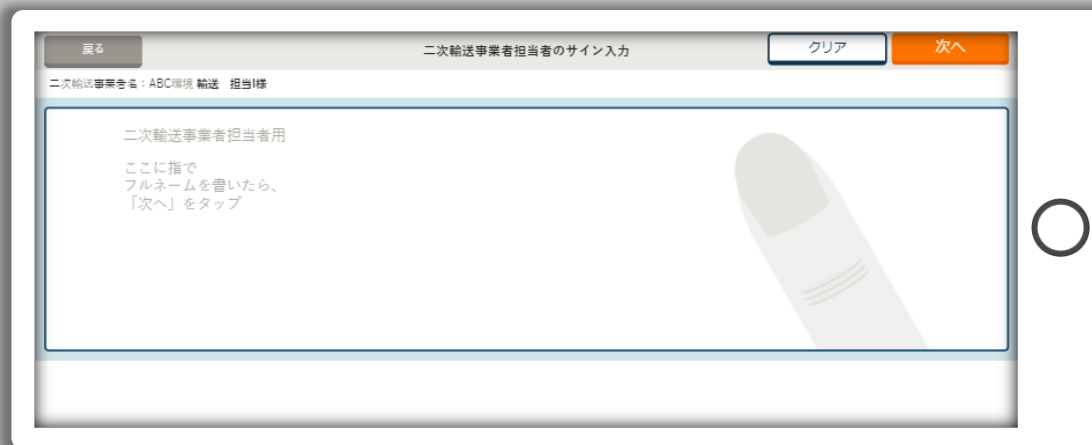 戻る
二次輸送事業者担当者のサイン入力
クリア
次へ
二次輸送事業者名：ABC環境 輸送　担当I様
二次輸送事業者担当者用
ここに指で
フルネームを書いたら、
「次へ」をタップ